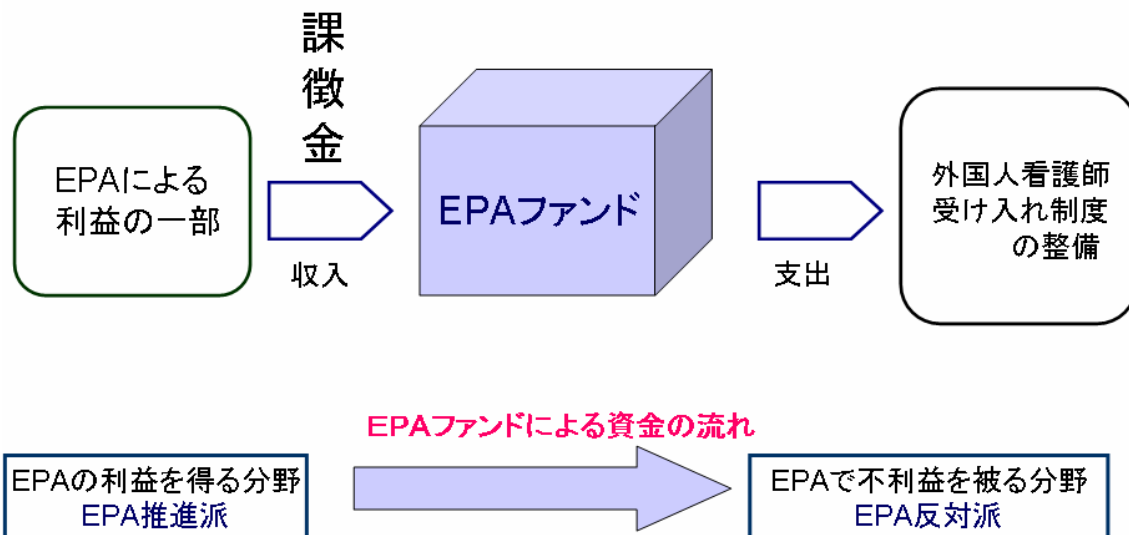 課徴金
EPAによる
利益の一部
収入
EPAファンド
支出
外国人看護師
受け入れ制度
の整備
EPAファンドによる資金の流れ
EPAの利益を得る分野
EPA推進派
EPAで不利益を被る分野
EPA反対派